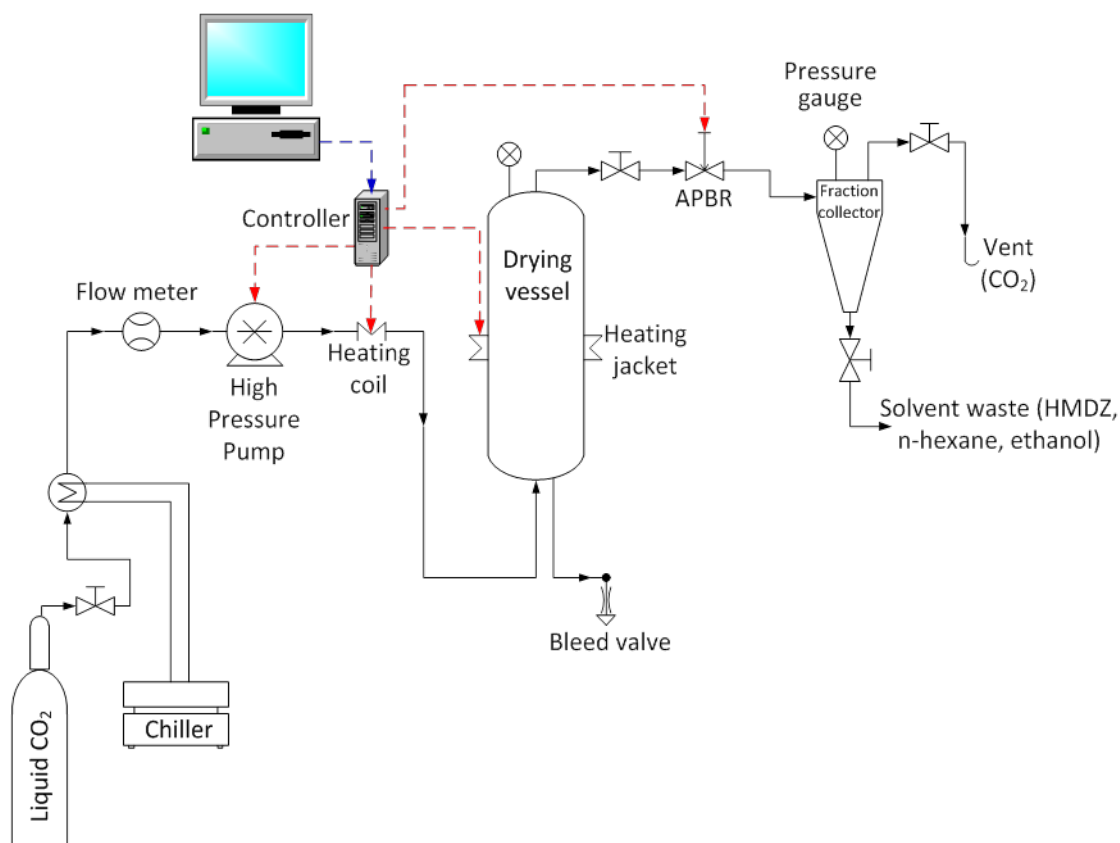 Pressure
gauge
Controller
APBR
Fraction
collector
Drying
vessel
Vent
(CO₂)
Flow meter
Heating
coil
Heating
jacket
High
Pressure
Pump
Solvent waste (HMDZ,
n-hexane, ethanol)
Bleed valve
Chiller
Liquid CO₂